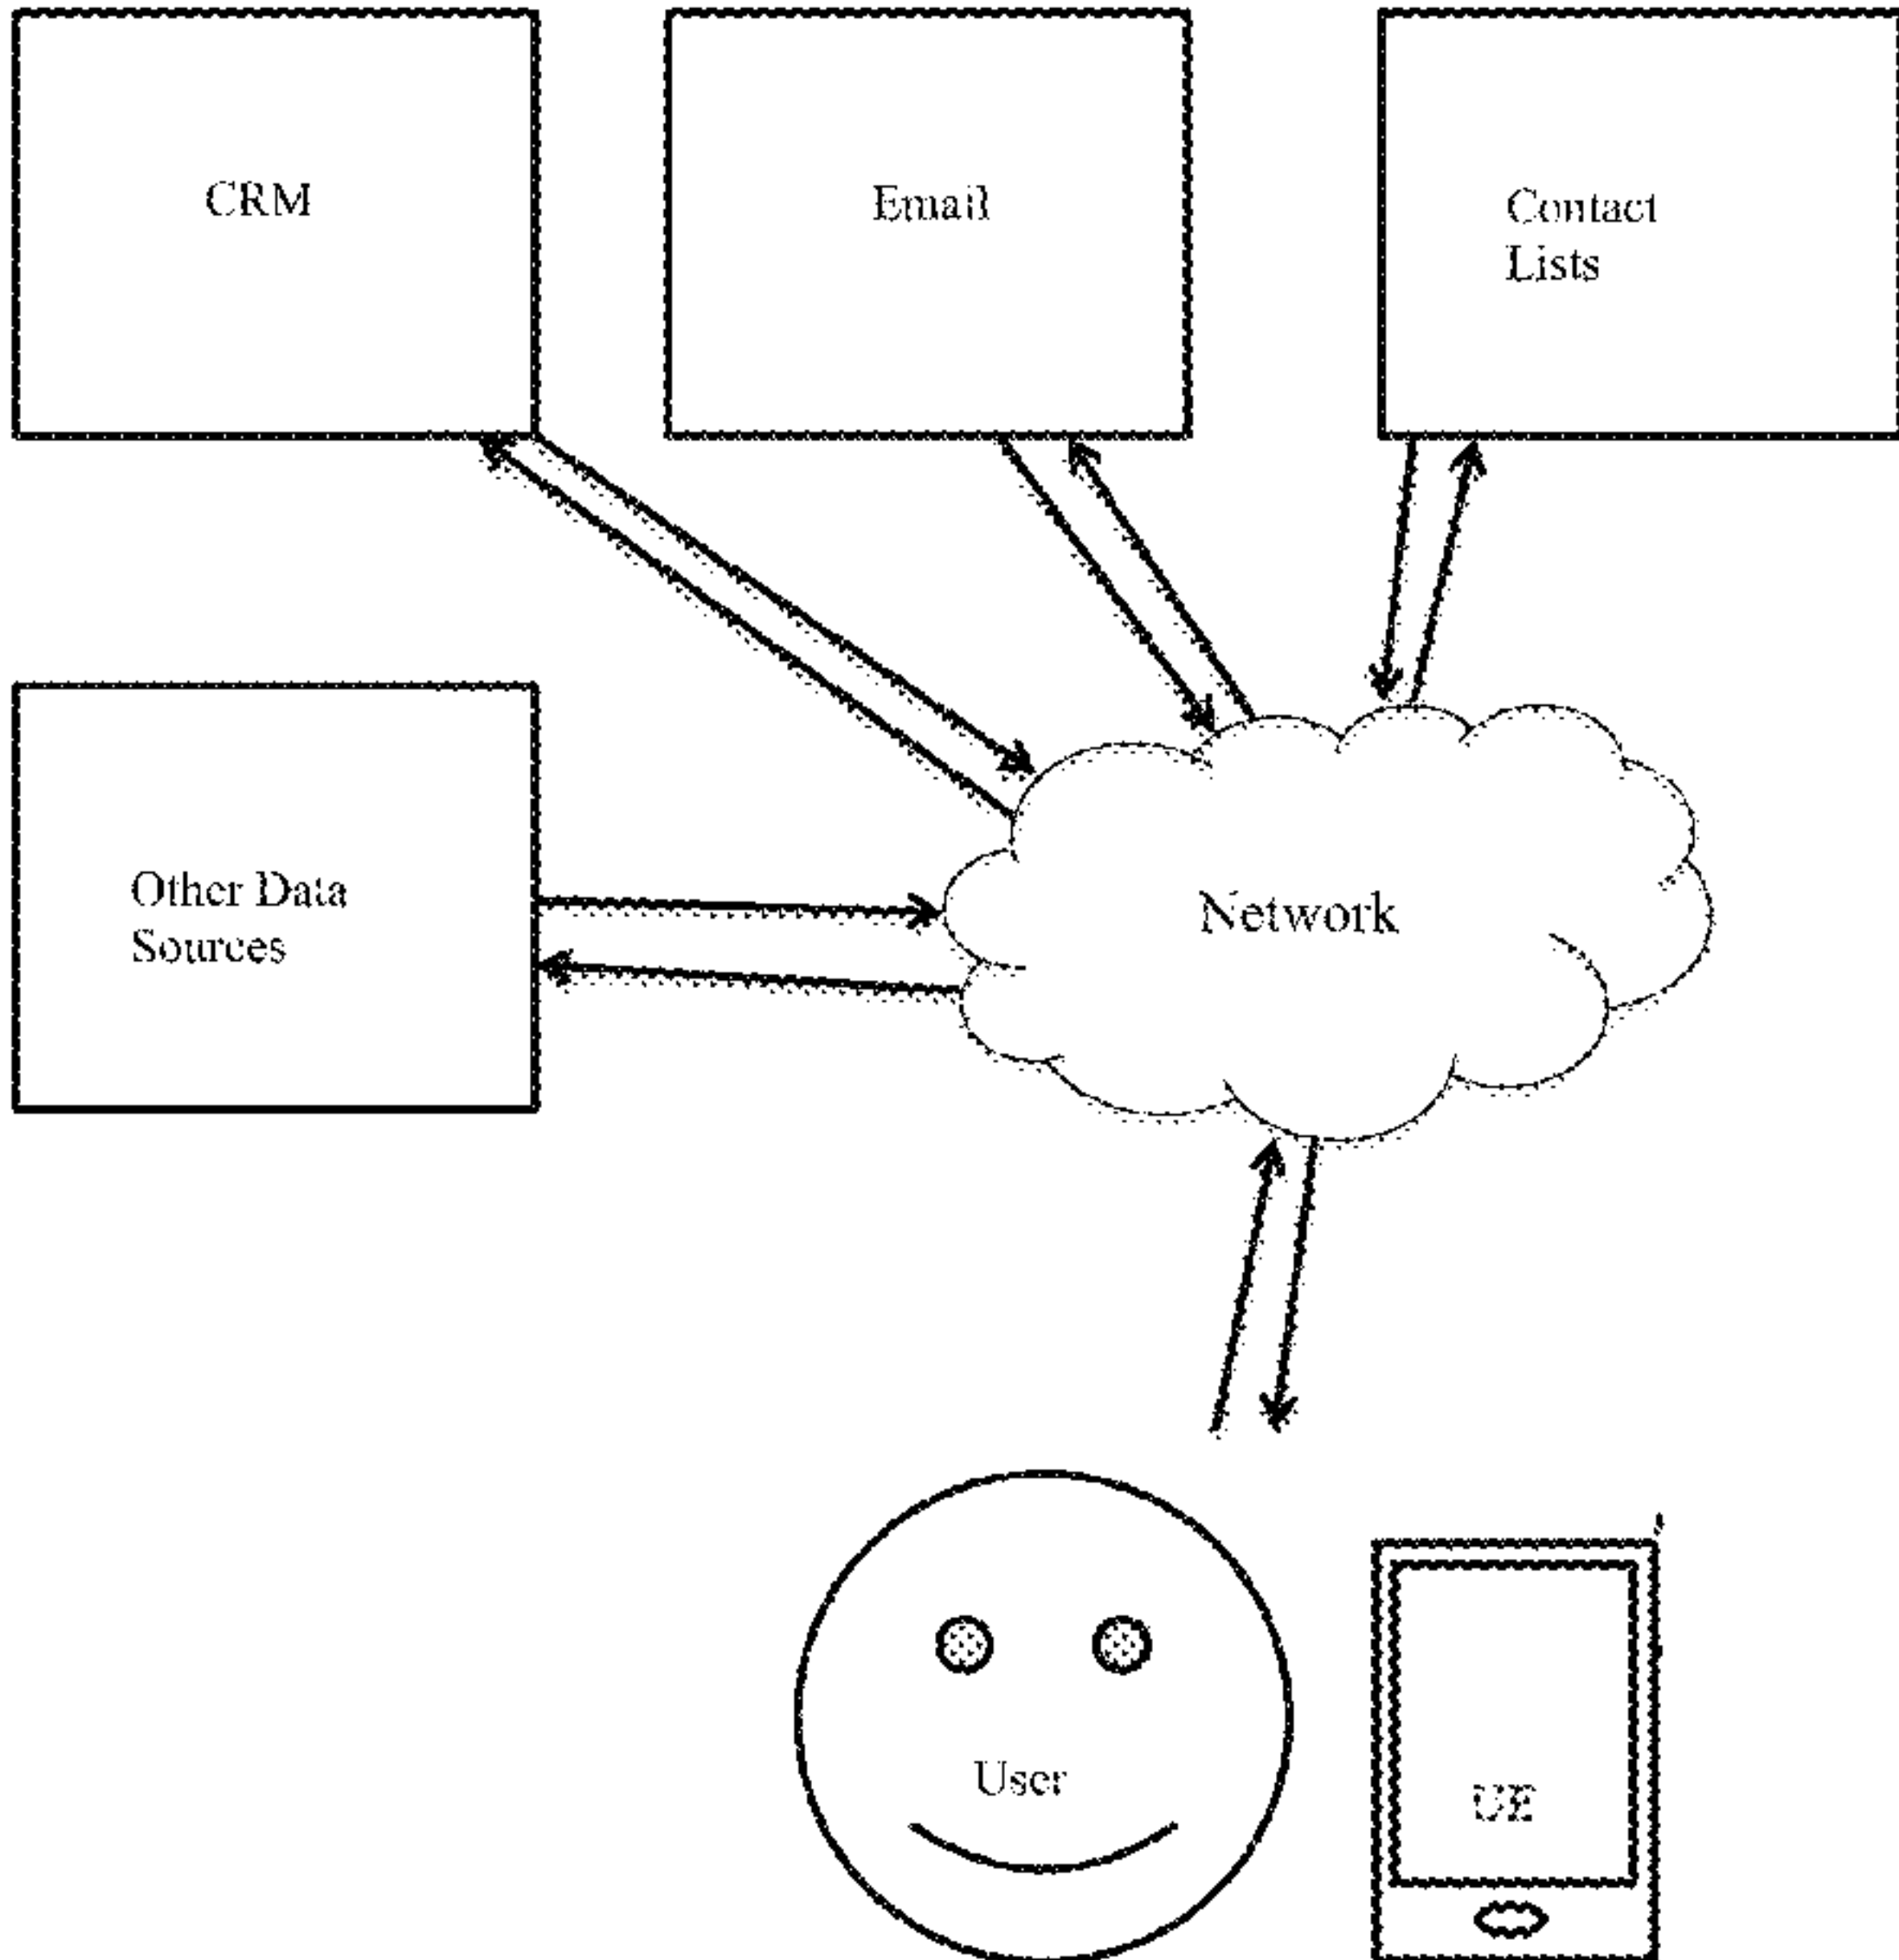 CRM
Email
Contact
Lists
Other Data
Sources
Network
User
UE